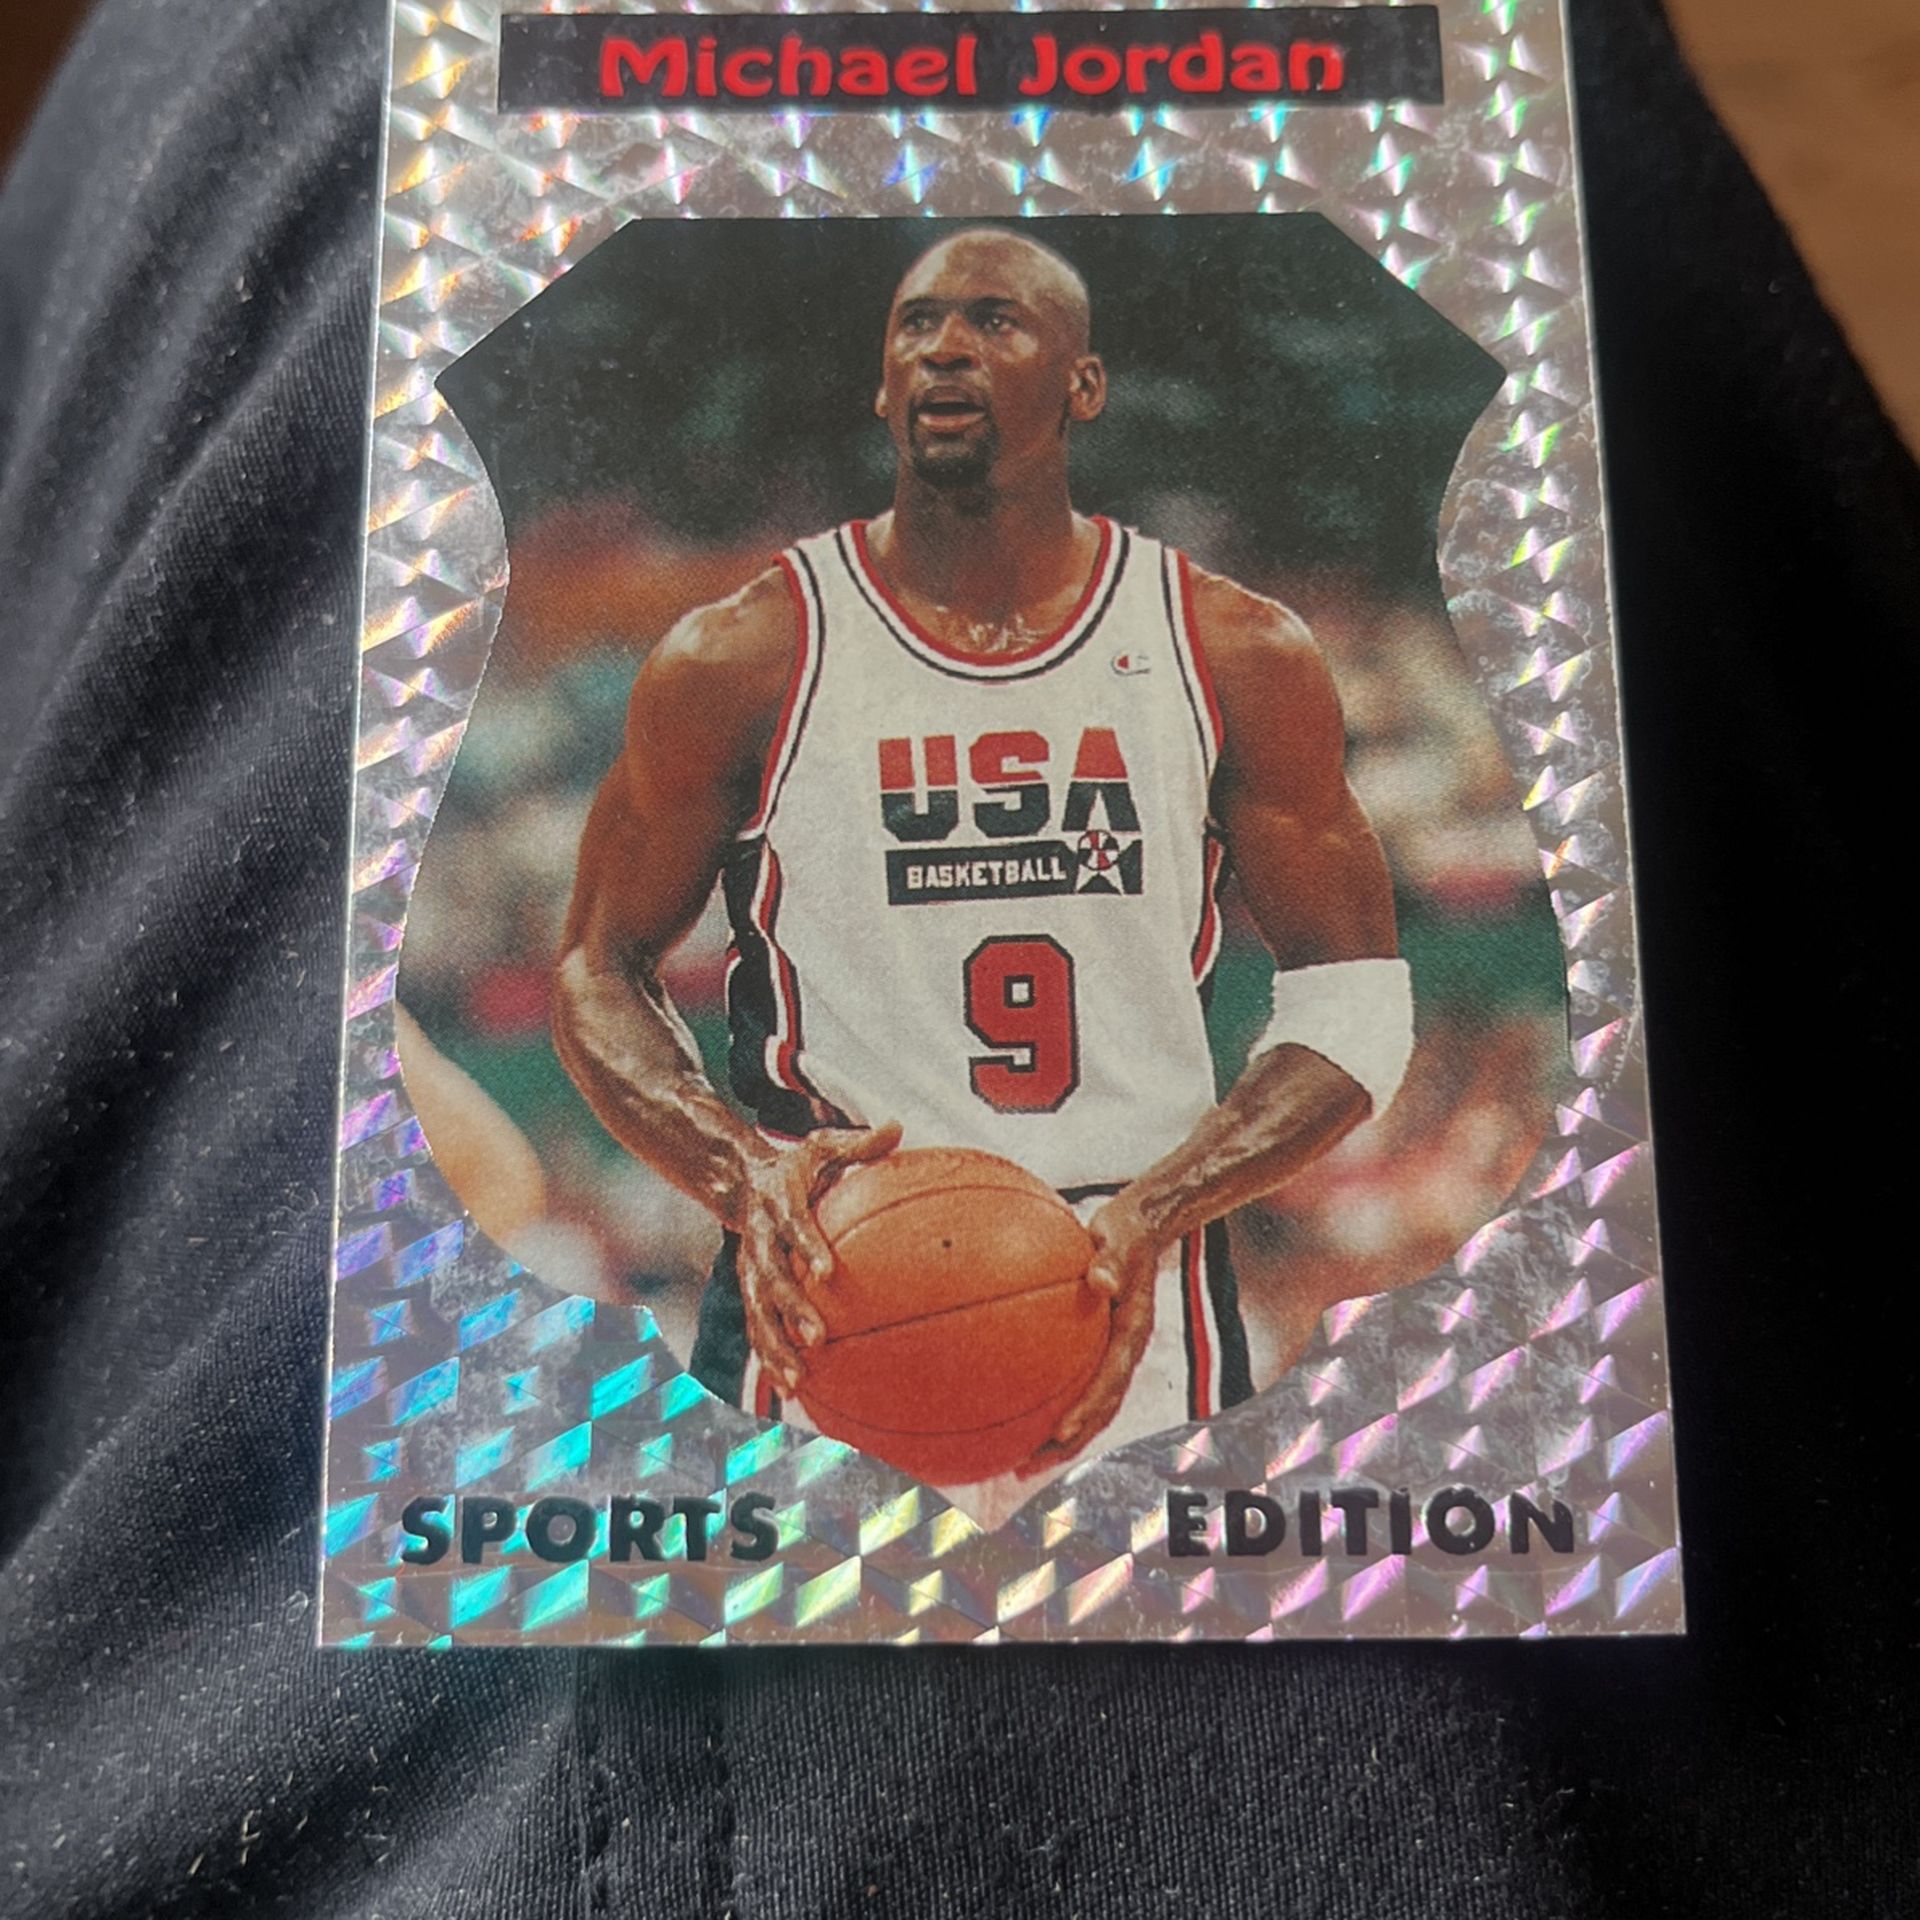 Michael Jordan
USA
BASKETBALL
9
SPORTS EDITION